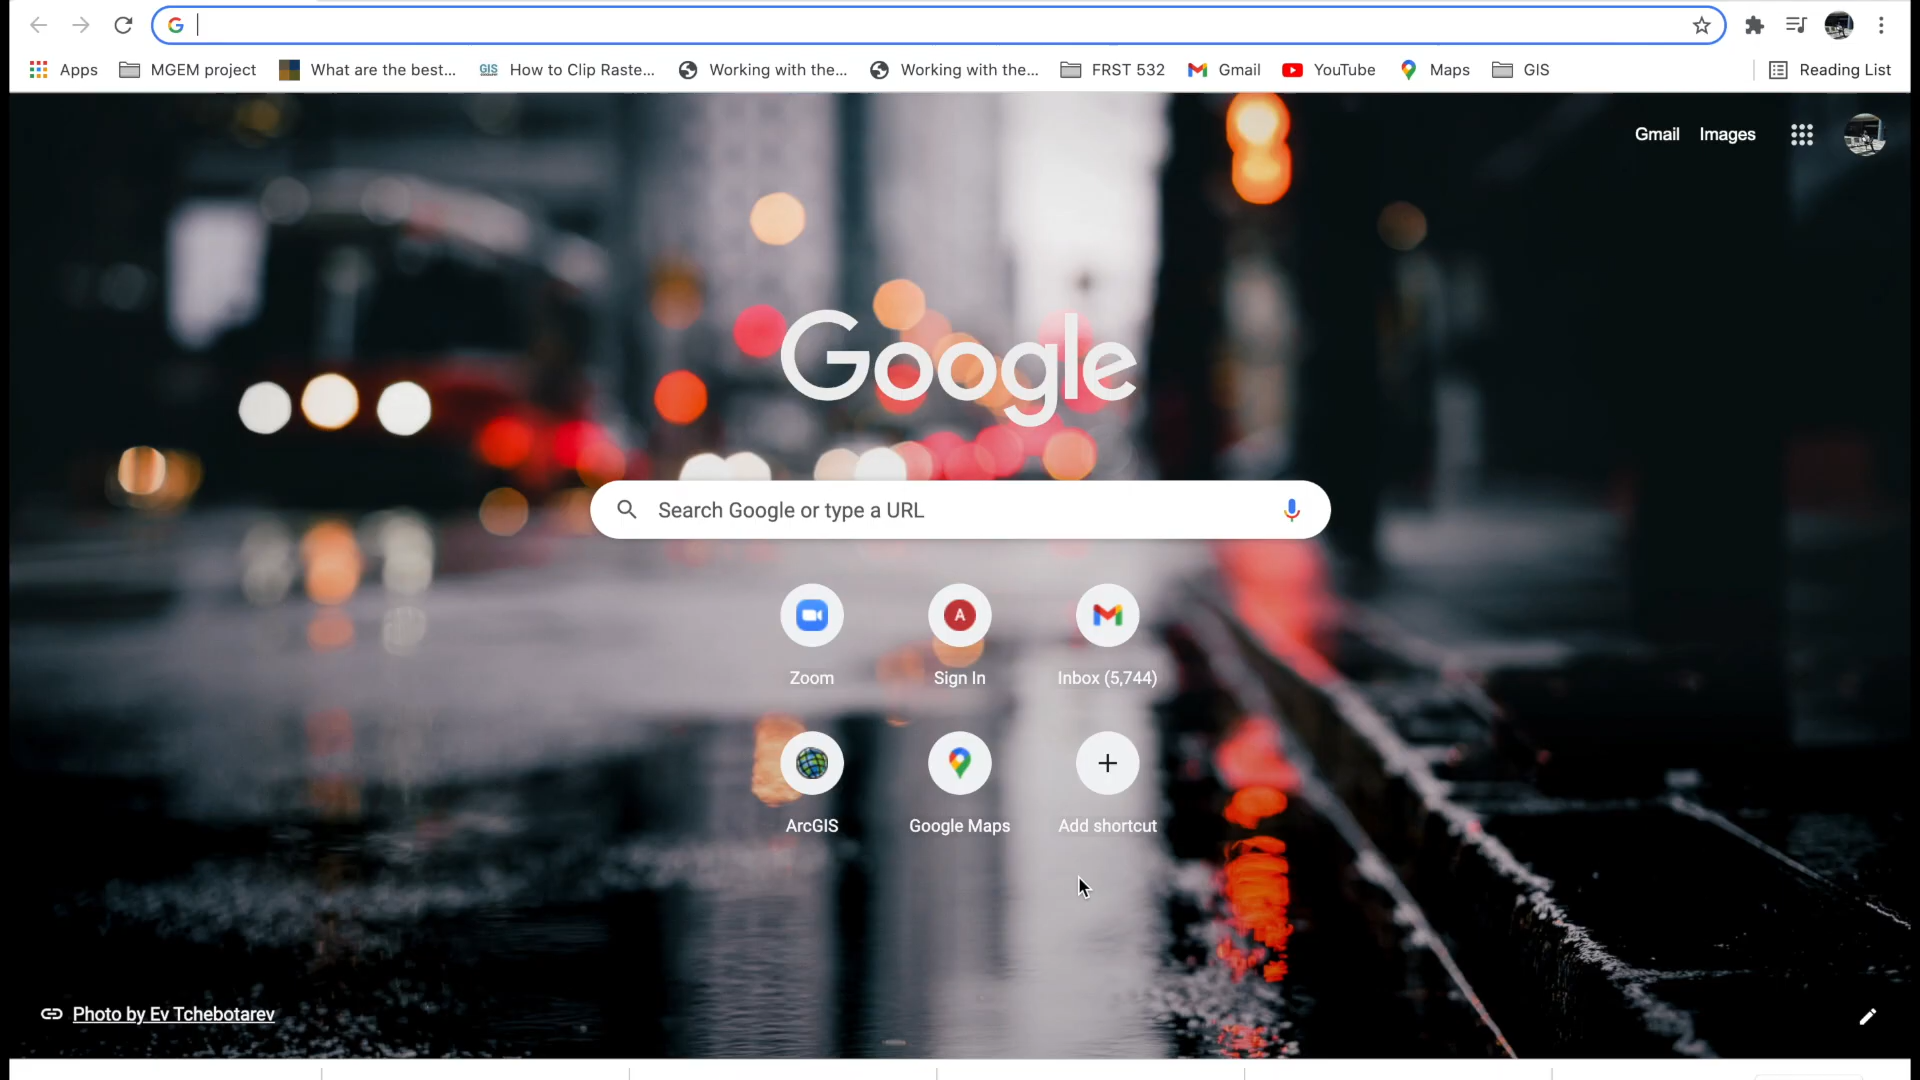 Apps MGEM project What are the best... GIS How to Clip Raste... Working with the... Working with the... FRST 532 Gmail YouTube Maps GIS Reading List
Gmail Images
Google
Search Google or type a URL
A
Zoom Sign In Inbox (5,744)
ArcGIS Google Maps Add shortcut
Photo by Ev Tchebotarev